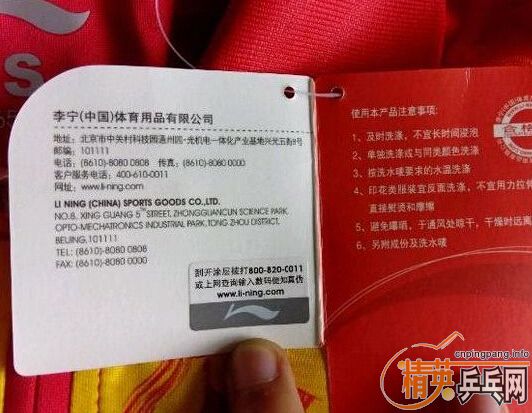 李宁(中国)体育用品有限公司
地址：北京市中关村科技园通州园·光机电一体化产业基地兴光五街8号
邮编：101111
电话：(8610)-8080 0808 传真：(8610)-8080 0000
客户服务电话：400-610-0011
网址：www.li-ning.com
LI NING (CHINA) SPORTS GOODS CO.,LTD.
NO.8, XING GUANG 5TH STREET, ZHONGGUANCUN SCIENCE PARK,
OPTO-MECHATRONICS INDUSTRIAL PARK,TONG ZHOU DISTRICT,
BEIJING,101111
TEL: (8610)-8080 0808
FAX: (8610)-8080 0000
刮开涂层拨打800-820-0011
或上网查询输入数码便知真伪
www.li-ning.com
使用本产品注意事项：
1、及时洗涤，不宜长时间浸泡
2、单独洗涤或与同类颜色洗涤
3、按洗水唛要求的水温洗涤
4、印花类服装宜反面洗涤，不宜用力拉伸
直接熨烫和摩擦
5、避免曝晒，于通风处晾干，干燥时远离
6、另附成份及洗水唛
S
cnpingpang.info
精英乒乓网